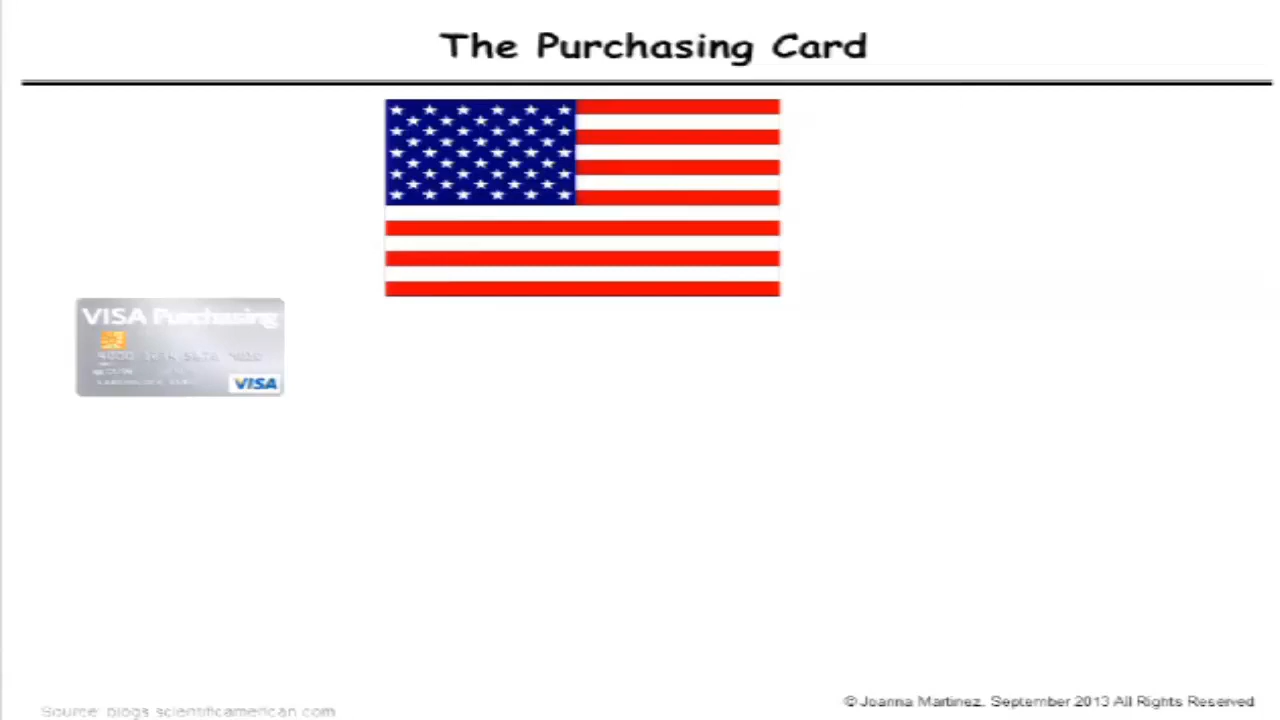 The Purchasing Card
VISA Purchasing
VISA
© Joanna Martinez, September 2013 All Rights Reserved
Source: blogs.scientificamerican.com